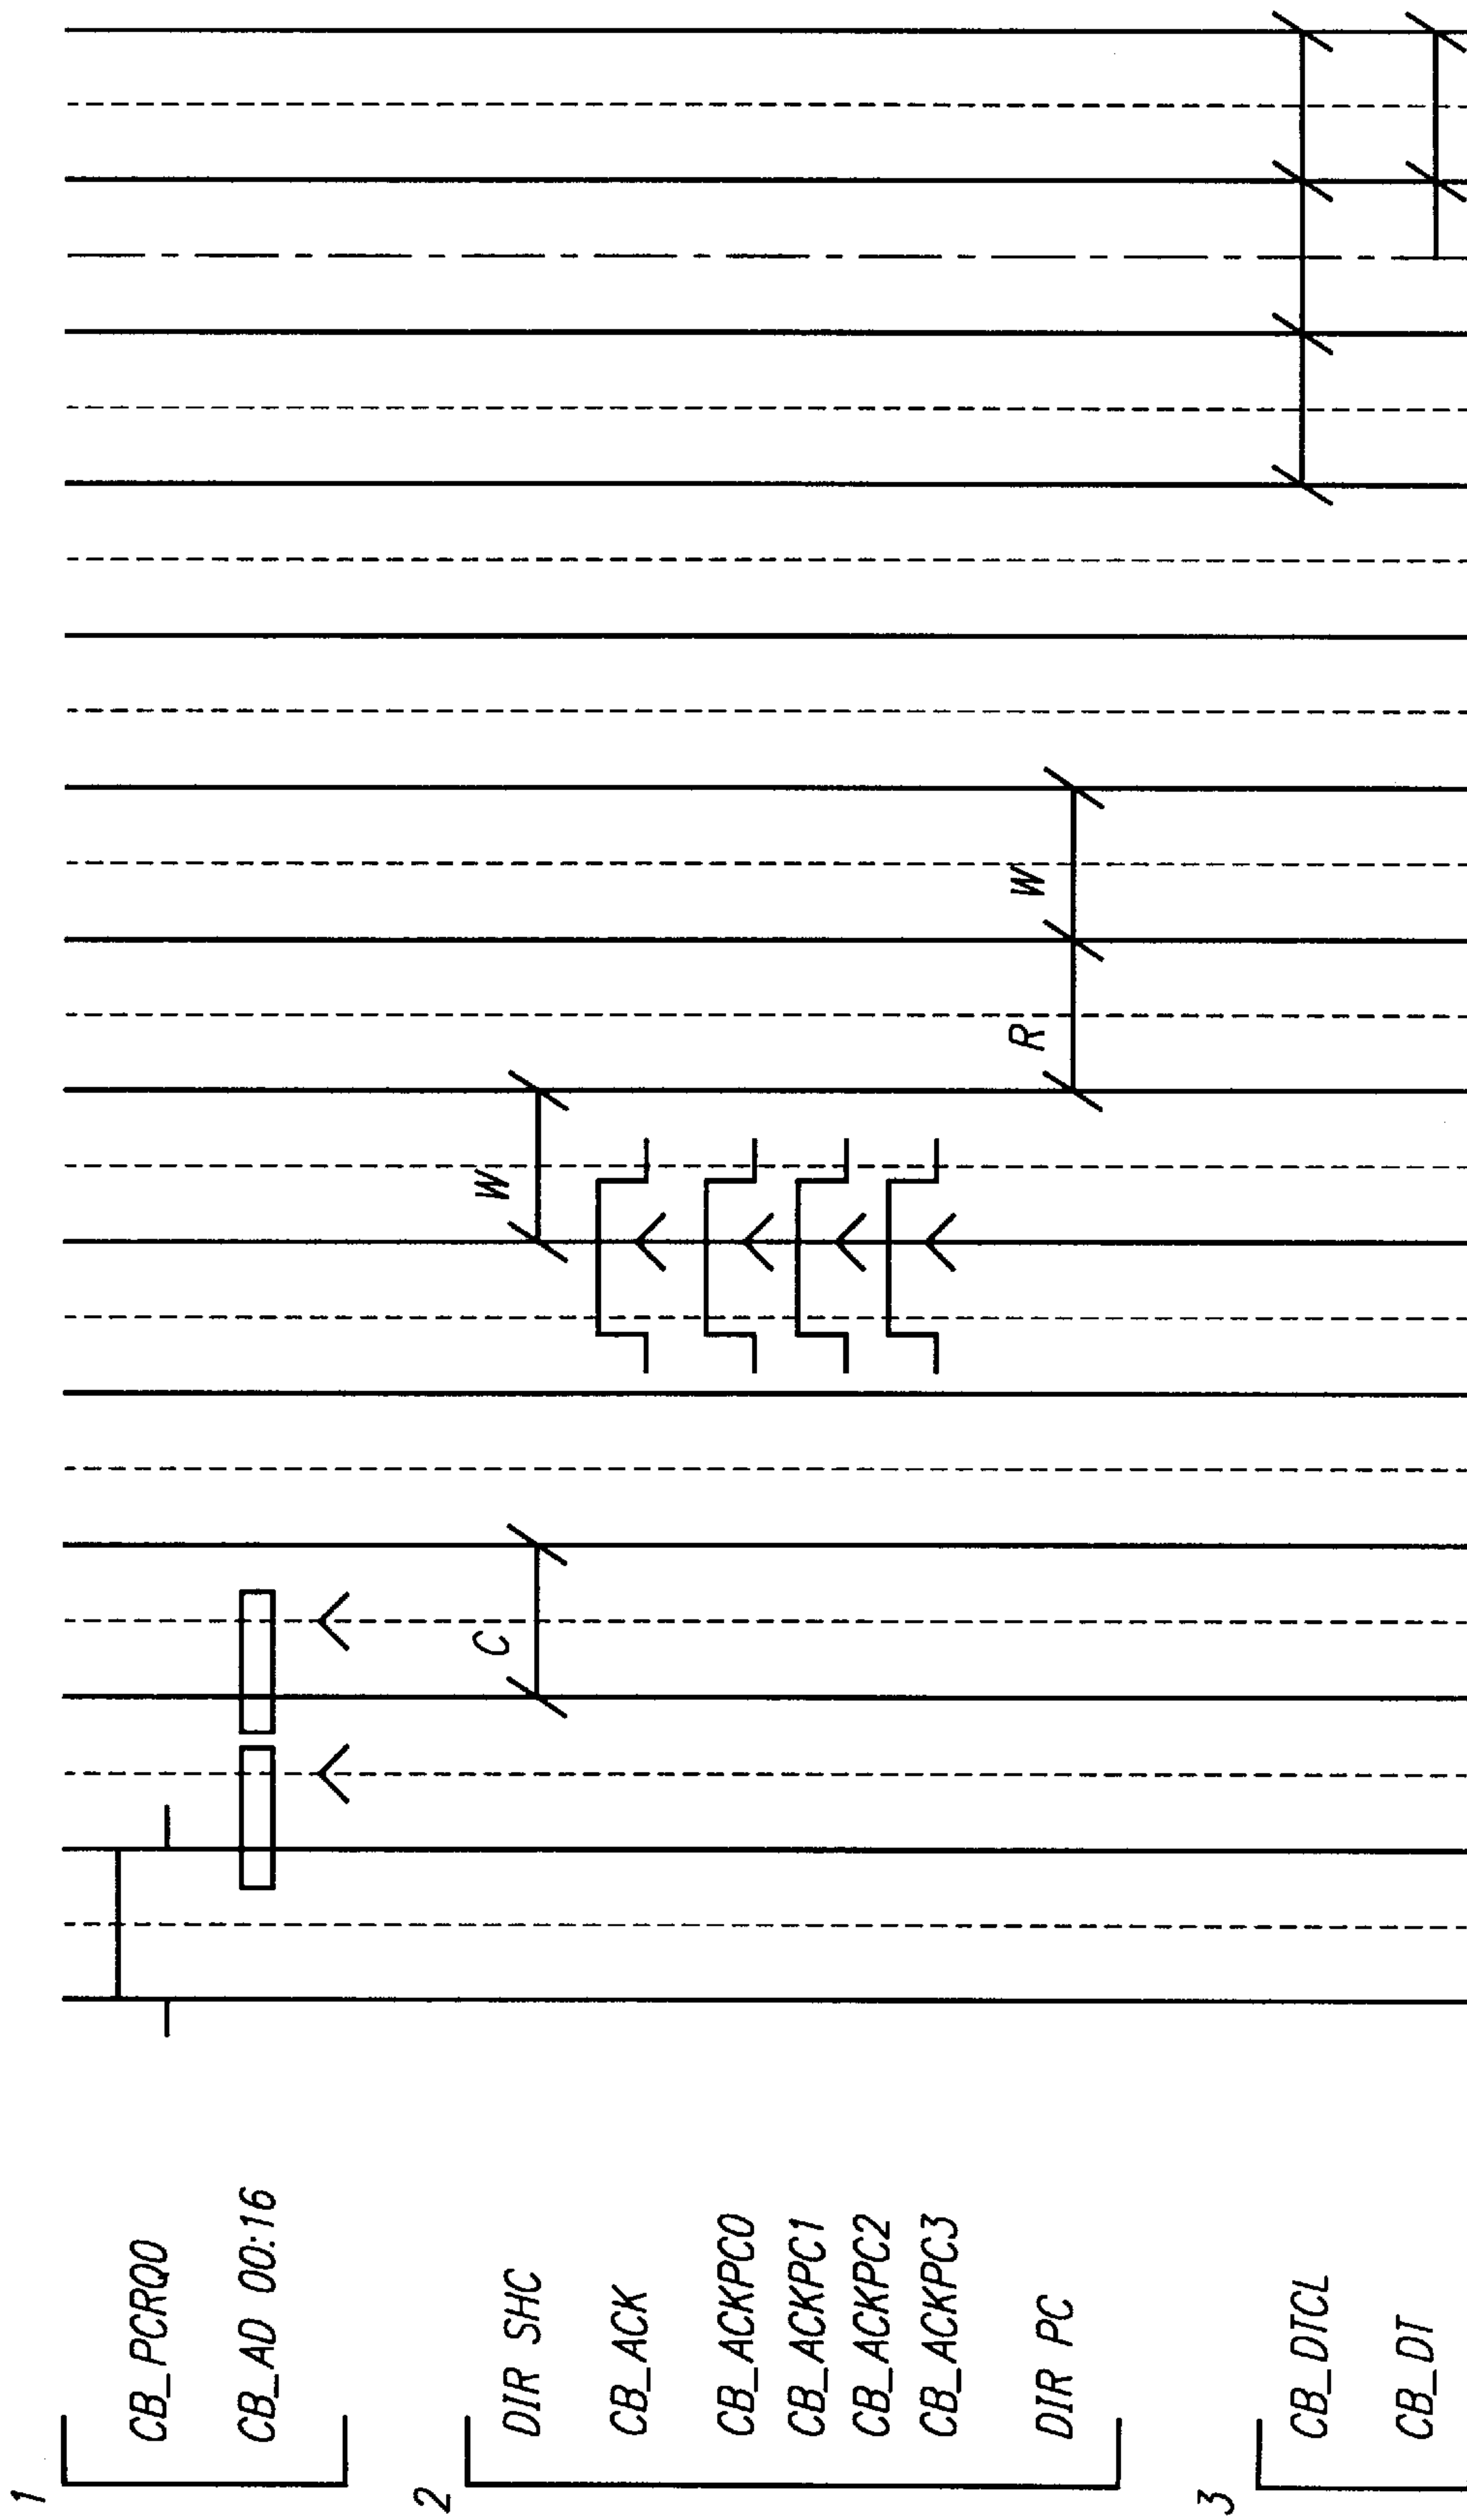 1
CB_PCRQ0
CB_AD 00:16
2
DIR SHC
C
W
CB_ACK
CB_ACKPC0
CB_ACKPC1
CB_ACKPC2
CB_ACKPC3
DIR PC
R
W
3
CB_DTCL
CB_DT